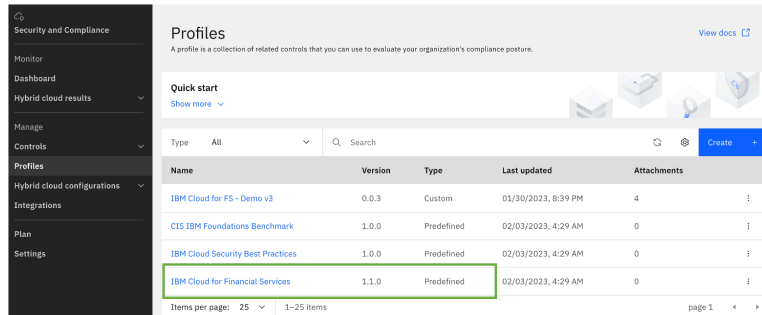 Security and Compliance
Monitor
Dashboard
Hybrid cloud results
Manage
Controls
Profiles
Hybrid cloud configurations
Integrations
Plan
Settings
Profiles
View docs
A profile is a collection of related controls that you can use to evaluate your organization's compliance posture.
Quick start
Show more
Type All Search Create +
Name Version Type Last updated Attachments
IBM Cloud for FS - Demo v3 0.0.3 Custom 01/30/2023, 8:39 PM 4
CIS IBM Foundations Benchmark 1.0.0 Predefined 02/03/2023, 4:29 AM 0
IBM Cloud Security Best Practices 1.0.0 Predefined 02/03/2023, 4:29 AM 0
IBM Cloud for Financial Services 1.1.0 Predefined 02/03/2023, 4:29 AM 0
Items per page: 25 1–25 items page 1